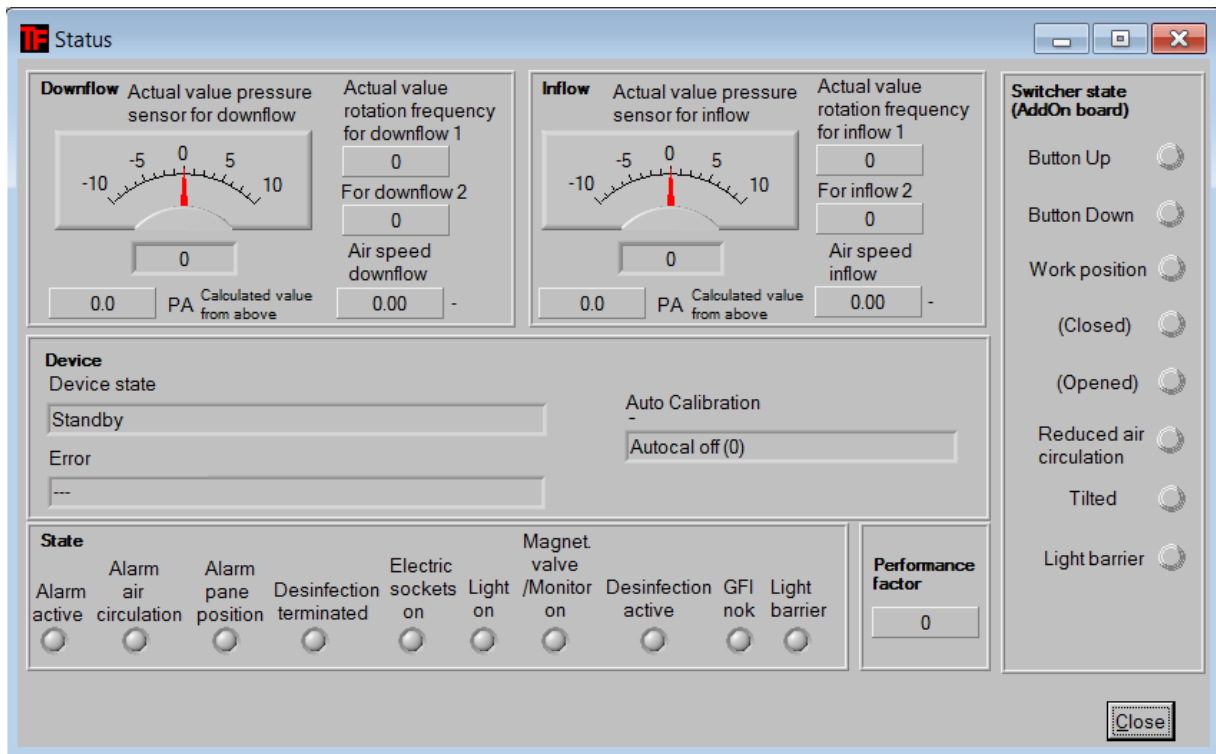 TF Status
Downflow
Actual value pressure
sensor for downflow
-10 -5 0 5 10
0
0.0 PA Calculated value
from above
Actual value
rotation frequency
for downflow 1
0
For downflow 2
0
Air speed
downflow
0.00 -
Inflow
Actual value pressure
sensor for inflow
-10 -5 0 5 10
0
0.0 PA Calculated value
from above
Actual value
rotation frequency
for inflow 1
0
For inflow 2
0
Air speed
inflow
0.00 -
Switcher state
(AddOn board)
Button Up
Button Down
Work position
(Closed)
(Opened)
Reduced air
circulation
Tilted
Light barrier
Device
Device state
Standby
Error
---
Auto Calibration
-
Autocal off (0)
State
Alarm
active
Alarm
air
circulation
Alarm
pane
position
Desinfection
terminated
Electric
sockets
on
Light
on
Magnet.
valve
/Monitor
on
Desinfection
active
GFI
nok
Light
barrier
Performance
factor
0
Close